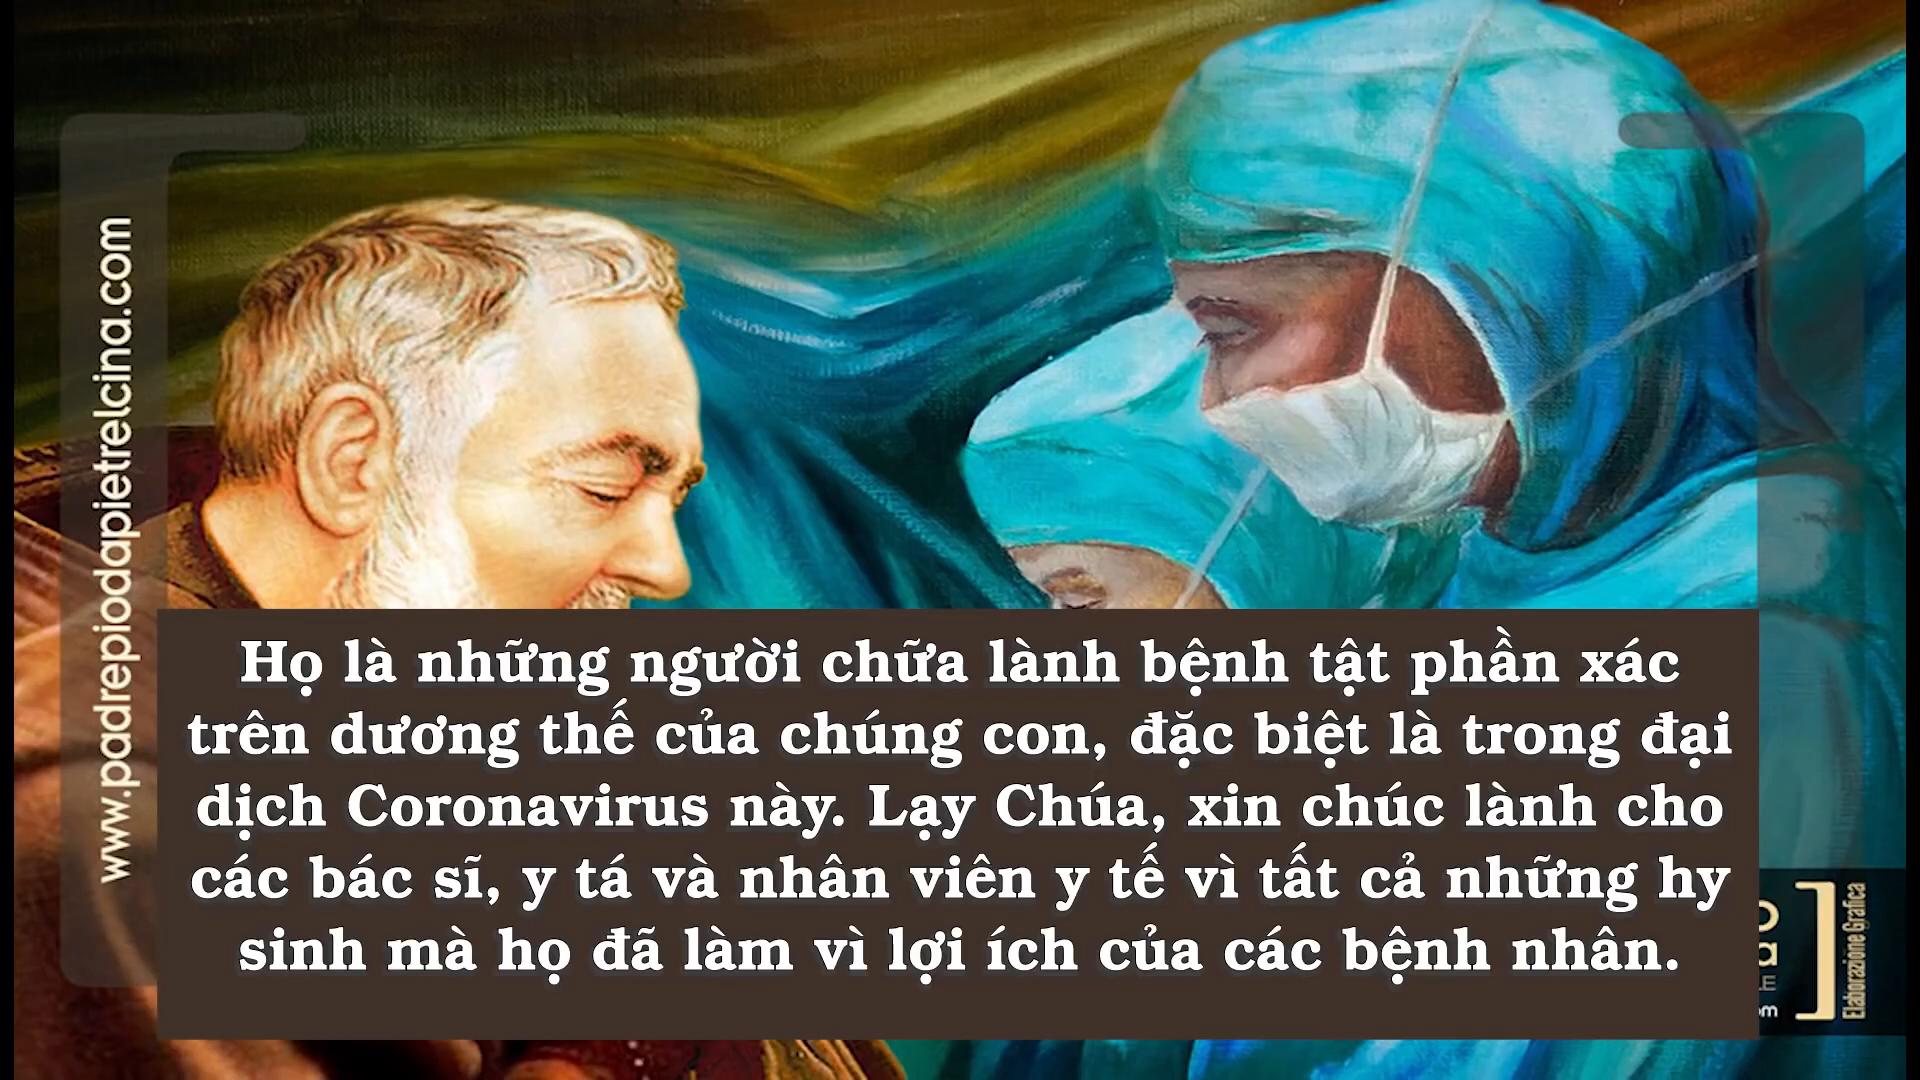 www.padrepiodapietrelcina.com
Họ là những người chữa lành bệnh tật phần xác
trên dương thế của chúng con, đặc biệt là trong đại
dịch Coronavirus này. Lạy Chúa, xin chúc lành cho
các bác sĩ, y tá và nhân viên y tế vì tất cả những hy
sinh mà họ đã làm vì lợi ích của các bệnh nhân.
Elaborazione Grafica